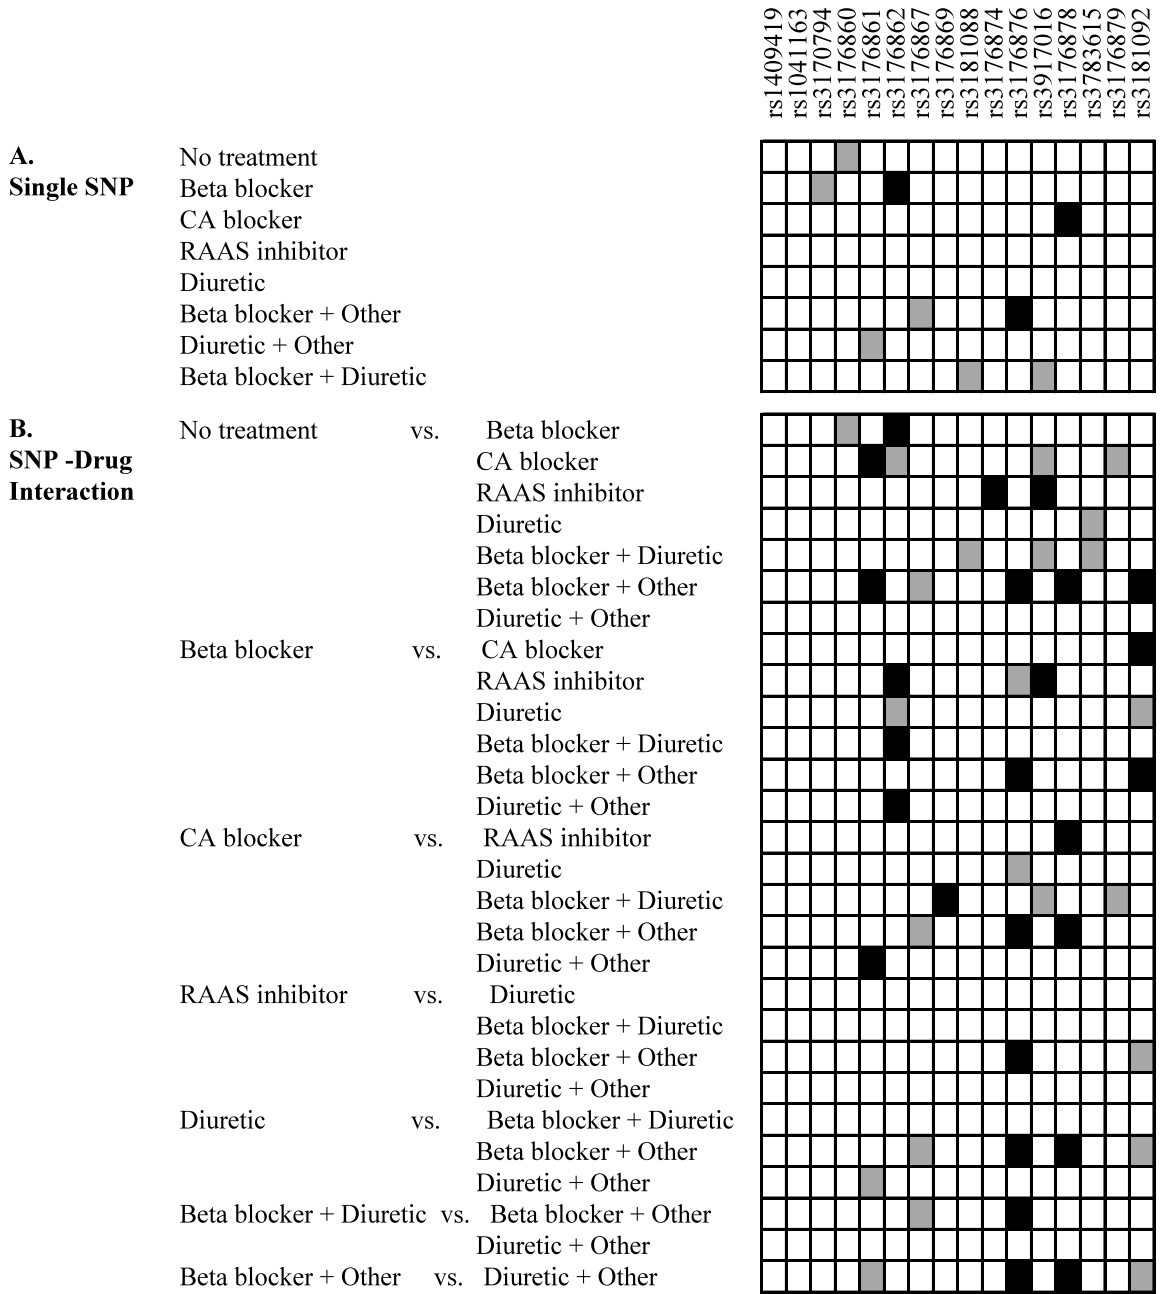 rs1409419
rs1041163
rs3170794
rs3176860
rs3176861
rs3176862
rs3176867
rs3176869
rs3181088
rs3176874
rs3176876
rs3917016
rs3176878
rs3783615
rs3176879
rs3181092
A. No treatment
Single SNP Beta blocker
CA blocker
RAAS inhibitor
Diuretic
Beta blocker + Other
Diuretic + Other
Beta blocker + Diuretic
B. No treatment vs. Beta blocker
SNP -Drug CA blocker
Interaction RAAS inhibitor
Diuretic
Beta blocker + Diuretic
Beta blocker + Other
Diuretic + Other
Beta blocker vs. CA blocker
RAAS inhibitor
Diuretic
Beta blocker + Diuretic
Beta blocker + Other
Diuretic + Other
CA blocker vs. RAAS inhibitor
Diuretic
Beta blocker + Diuretic
Beta blocker + Other
Diuretic + Other
RAAS inhibitor vs. Diuretic
Beta blocker + Diuretic
Beta blocker + Other
Diuretic + Other
Diuretic vs. Beta blocker + Diuretic
Beta blocker + Other
Diuretic + Other
Beta blocker + Diuretic vs. Beta blocker + Other
Diuretic + Other
Beta blocker + Other vs. Diuretic + Other